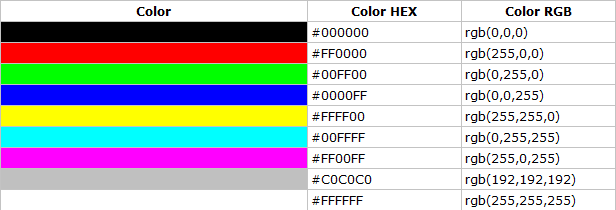 Color Color HEX Color RGB
#000000 rgb(0,0,0)
#FF0000 rgb(255,0,0)
#00FF00 rgb(0,255,0)
#0000FF rgb(0,0,255)
#FFFF00 rgb(255,255,0)
#00FFFF rgb(0,255,255)
#FF00FF rgb(255,0,255)
#C0C0C0 rgb(192,192,192)
#FFFFFF rgb(255,255,255)